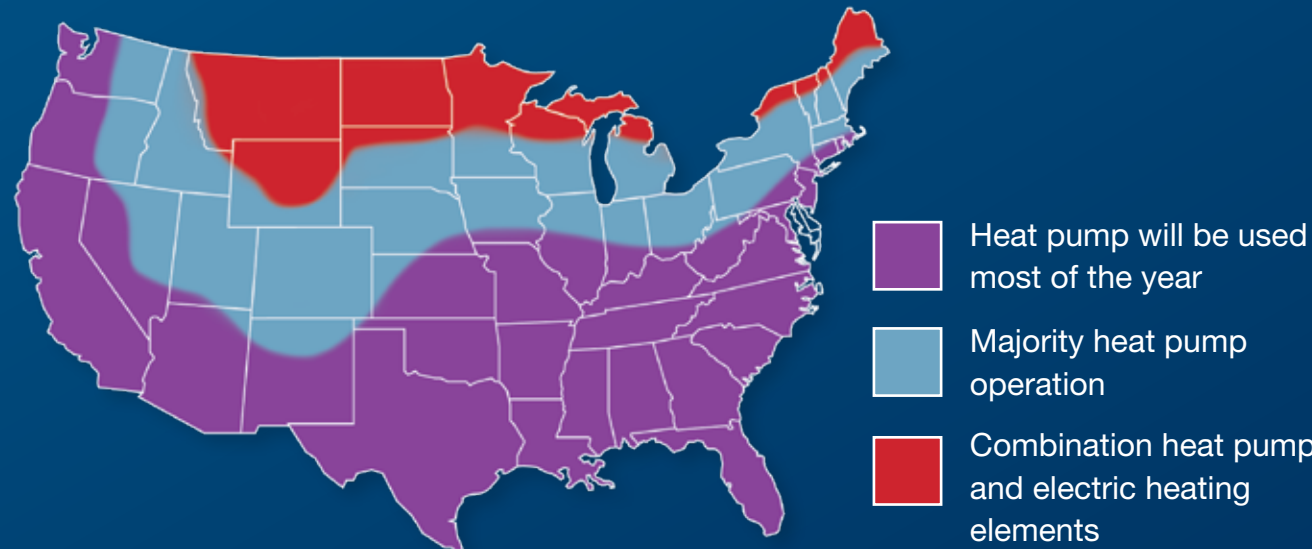 Heat pump will be used
most of the year
Majority heat pump
operation
Combination heat pump
and electric heating
elements